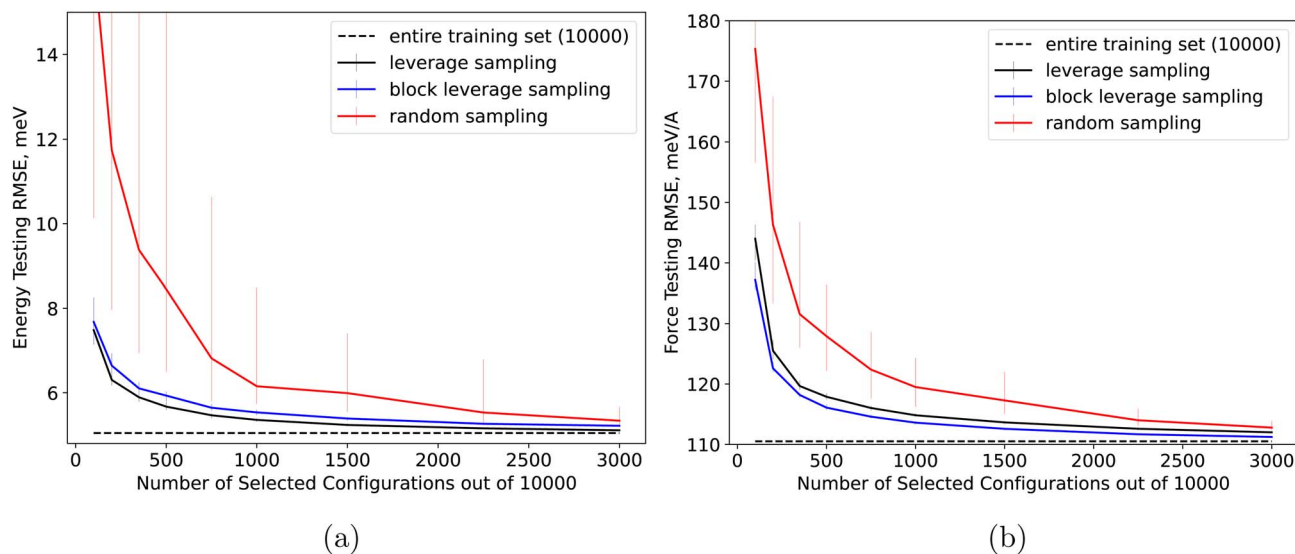 14
12
10
8
6
Energy Testing RMSE, meV
entire training set (10000)
leverage sampling
block leverage sampling
random sampling
0 500 1000 1500 2000 2500 3000
Number of Selected Configurations out of 10000
(a)
180
170
160
150
140
130
120
110
Force Testing RMSE, meV/A
entire training set (10000)
leverage sampling
block leverage sampling
random sampling
0 500 1000 1500 2000 2500 3000
Number of Selected Configurations out of 10000
(b)